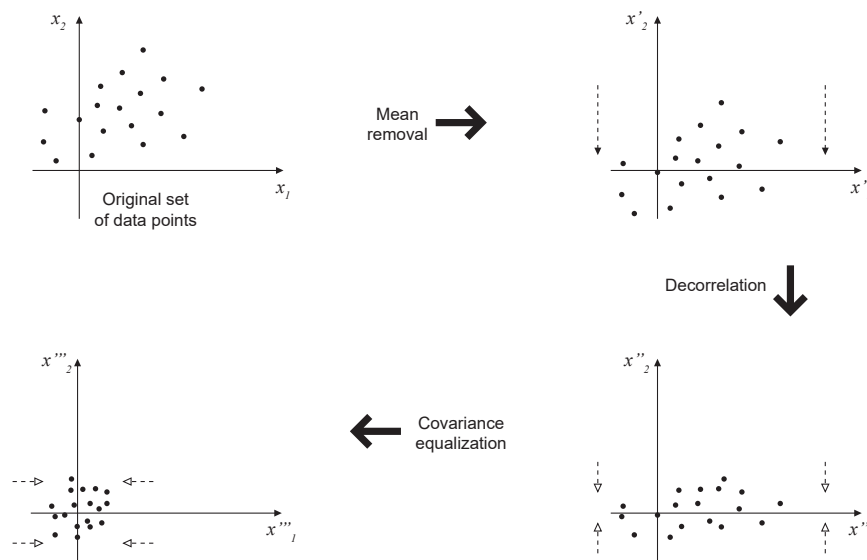 x₂
x'₂
Mean
removal
x₁
x'
Original set
of data points
Decorrelation
x'''₂
x''₂
Covariance
equalization
x'''₁
x''